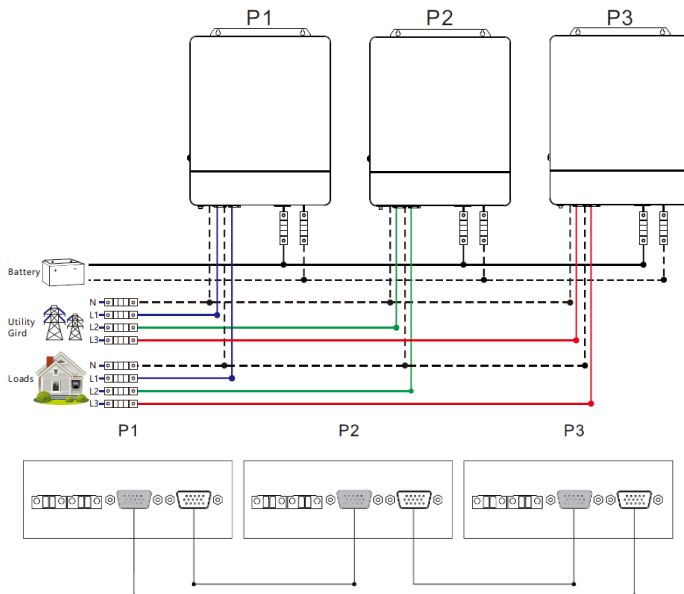 P1 P2 P3
Battery
N
L1
Utility
Gird
L2
L3
N
Loads
L1
L2
L3
P1 P2 P3